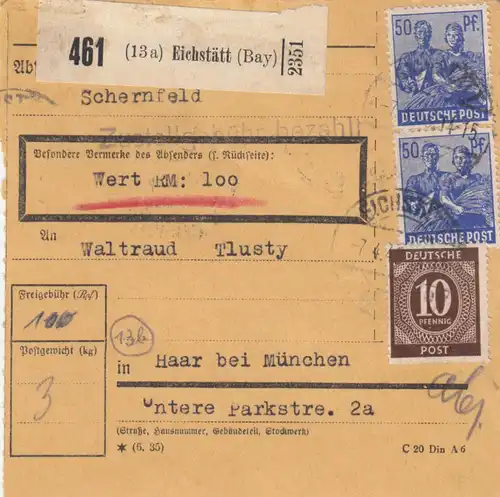 461 (13a) Eichstätt (Bay) 2351
50 Pf.
DEUTSCHE POST
Schernfeld
Zustellgebühr bezahlt
50 Pf.
DEUTSCHE POST
Besondere Vermerke des Absenders (s. Rückseite):
Wert RM: 100
An
Waltraud Tlusty
DEUTSCHE
10
PFENNIG
POST
Freigebühr (Rpf)
100
Postgewicht (kg)
3
13b
in Haar bei München
Untere Parkstre. 2a
(Straße, Hausnummer, Gebäudeteil, Stockwerk)
★ (6. 35)
C 20 Din A 6